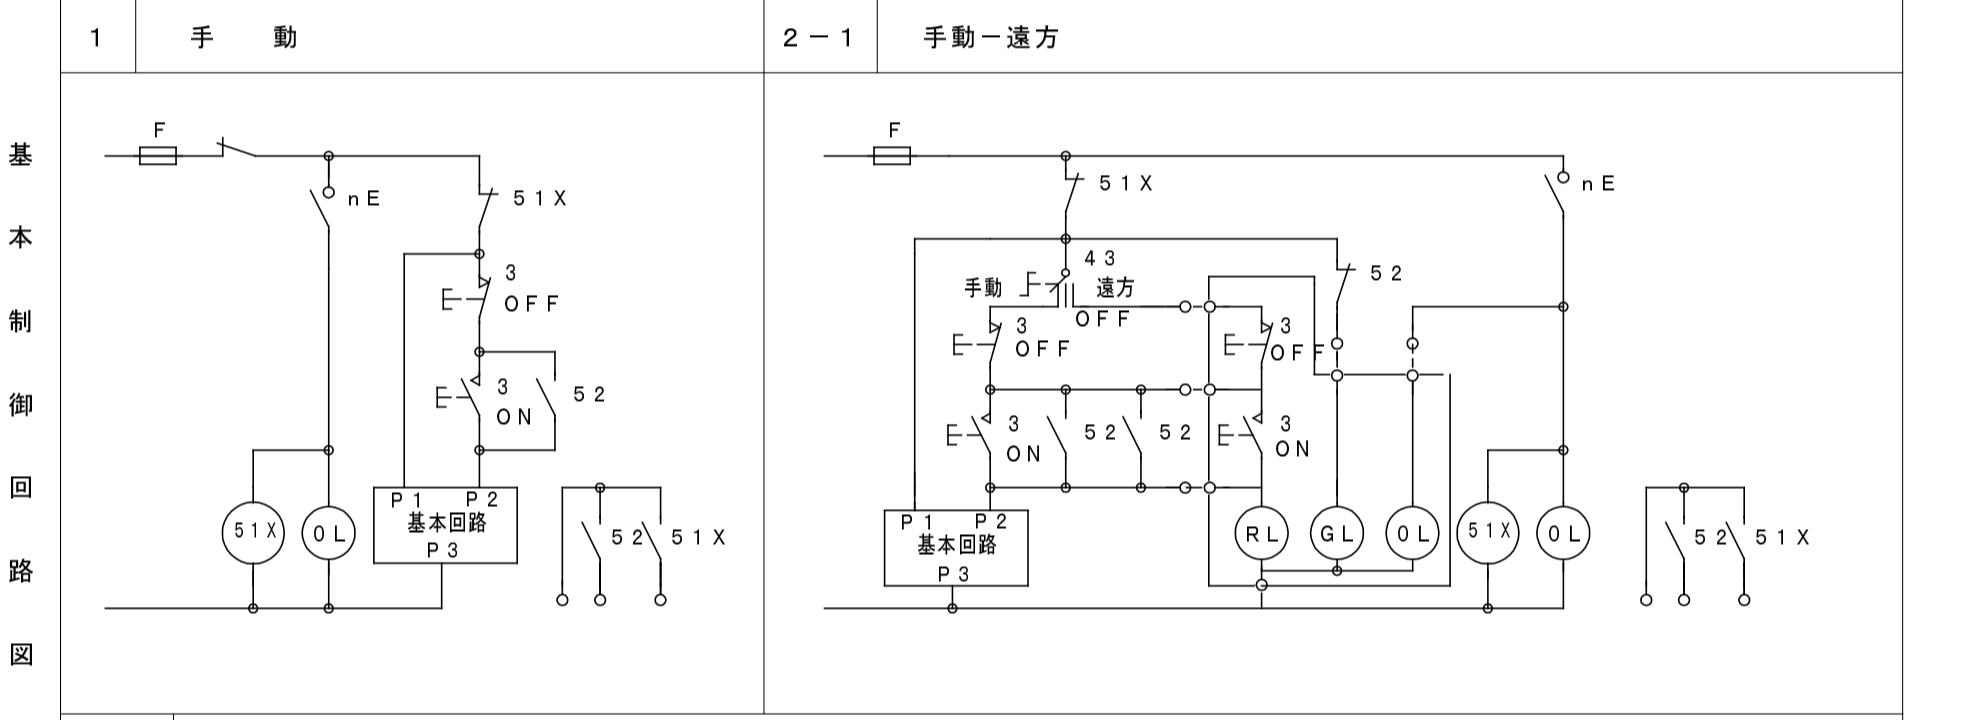 基本制御回路図
1 手動
F
nE
51X
3
OFF
3
ON
52
P1 P2
基本回路
P3
51X
OL
52
51X
2-1 手動-遠方
F
51X
nE
43
手動
遠方
OFF
52
3
OFF
3
OFF
3
ON
52
52
3
ON
P1 P2
基本回路
P3
RL
GL
OL
51X
OL
52
51X